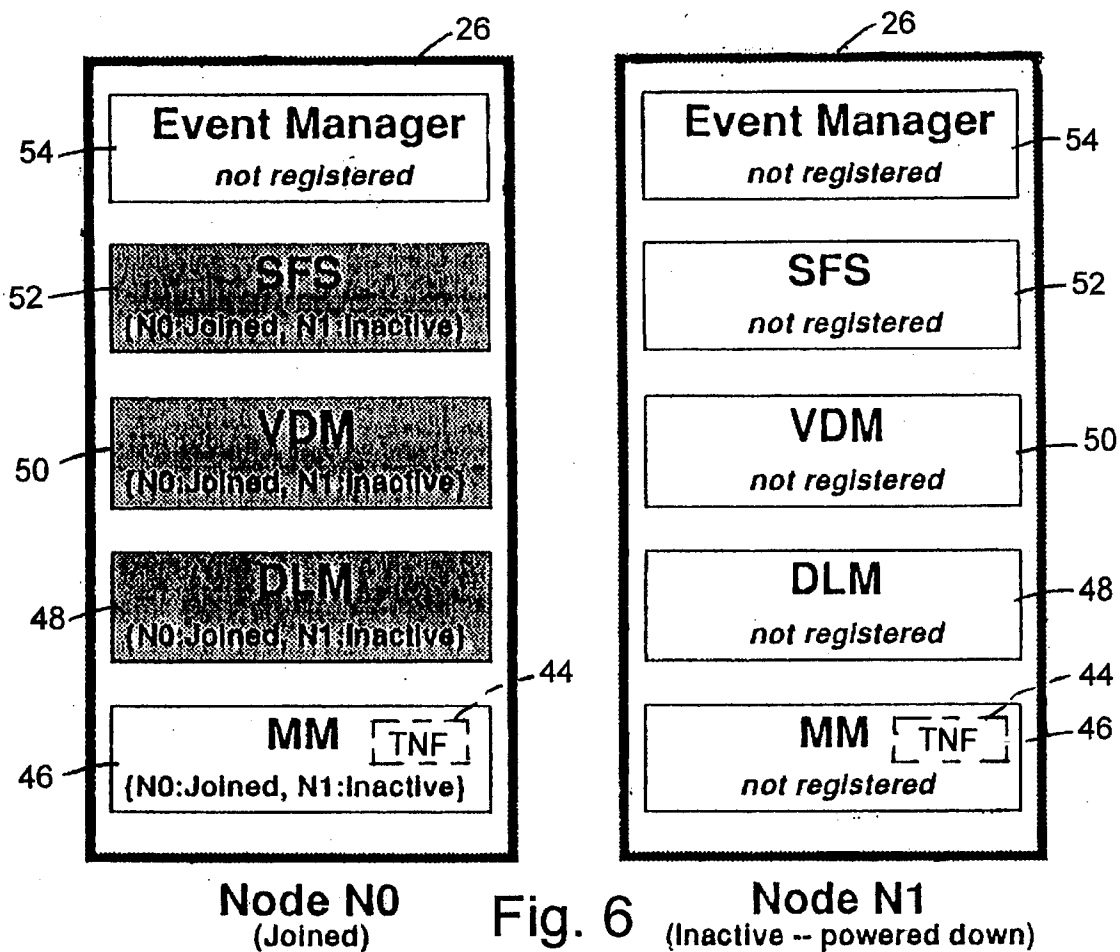 26
26
Event Manager
not registered
54
Event Manager
not registered
54
SFS
{N0:Joined, N1:Inactive}
52
SFS
not registered
52
VDM
{N0:Joined, N1:Inactive}
50
VDM
not registered
50
DLM
{N0:Joined, N1:Inactive}
48
DLM
not registered
48
44
44
MM
TNF
{N0:Joined, N1:Inactive}
46
MM
TNF
not registered
46
Node N0
(Joined)
Fig. 6
Node N1
(Inactive -- powered down)